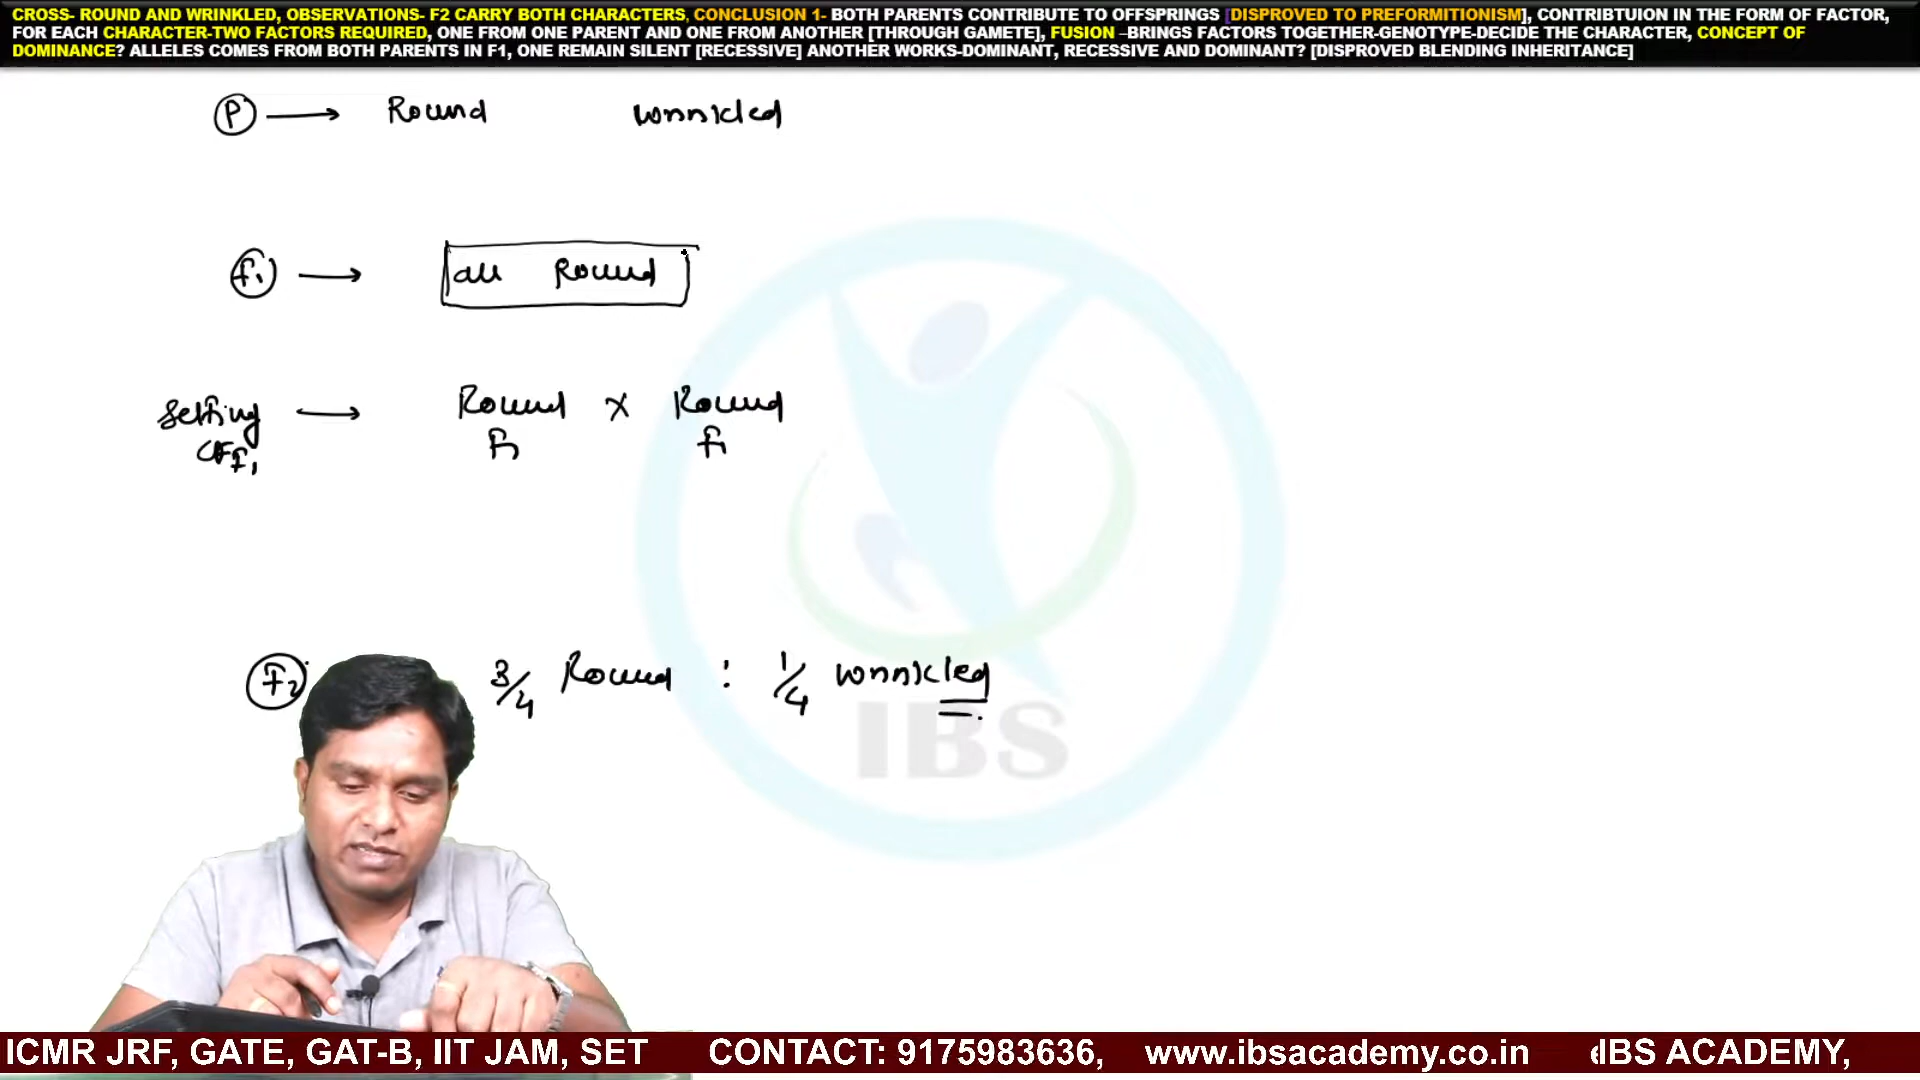 CROSS- ROUND AND WRINKLED, OBSERVATIONS- F2 CARRY BOTH CHARACTERS, CONCLUSION 1- BOTH PARENTS CONTRIBUTE TO OFFSPRINGS [DISPROVED TO PREFORMITIONISM], CONTRIBTUION IN THE FORM OF FACTOR,
FOR EACH CHARACTER-TWO FACTORS REQUIRED, ONE FROM ONE PARENT AND ONE FROM ANOTHER [THROUGH GAMETE], FUSION –BRINGS FACTORS TOGETHER-GENOTYPE-DECIDE THE CHARACTER, CONCEPT OF
DOMINANCE? ALLELES COMES FROM BOTH PARENTS IN F1, ONE REMAIN SILENT [RECESSIVE] ANOTHER WORKS-DOMINANT, RECESSIVE AND DOMINANT? [DISPROVED BLENDING INHERITANCE]
P → Round wrinkled
F1 → all Round
Selfing → Round x Round
of F1 F1 F1
F2 3/4 Round : 1/4 wrinkled
IBS
ICMR JRF, GATE, GAT-B, IIT JAM, SET CONTACT: 9175983636, www.ibsacademy.co.in IBS ACADEMY,